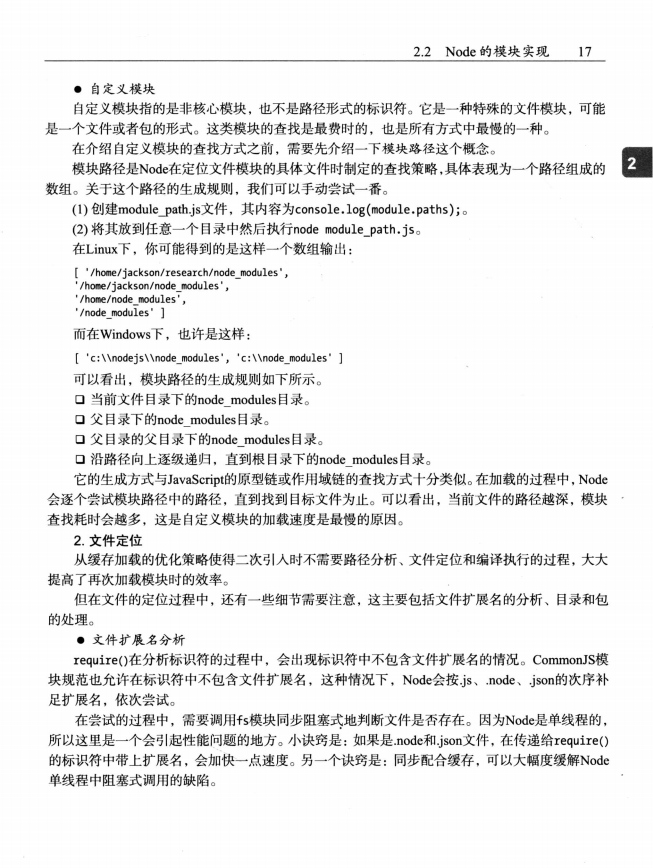 2.2 Node 的模块实现 17
● 自定义模块
自定义模块指的是非核心模块，也不是路径形式的标识符。它是一种特殊的文件模块，可能
是一个文件或者包的形式。这类模块的查找是最费时的，也是所有方式中最慢的一种。
在介绍自定义模块的查找方式之前，需要先介绍一下模块路径这个概念。
模块路径是Node在定位文件模块的具体文件时制定的查找策略，具体表现为一个路径组成的
2
数组。关于这个路径的生成规则，我们可以手动尝试一番。
(1) 创建module_path.js文件，其内容为console.log(module.paths);。
(2) 将其放到任意一个目录中然后执行node module_path.js。
在Linux下，你可能得到的是这样一个数组输出：
[ '/home/jackson/research/node_modules',
'/home/jackson/node_modules',
'/home/node_modules',
'/node_modules' ]
而在Windows下，也许是这样：
[ 'c:\\nodejs\\node_modules', 'c:\\node_modules' ]
可以看出，模块路径的生成规则如下所示。
❑ 当前文件目录下的node_modules目录。
❑ 父目录下的node_modules目录。
❑ 父目录的父目录下的node_modules目录。
❑ 沿路径向上逐级递归，直到根目录下的node_modules目录。
它的生成方式与JavaScript的原型链或作用域链的查找方式十分类似。在加载的过程中，Node
会逐个尝试模块路径中的路径，直到找到目标文件为止。可以看出，当前文件的路径越深，模块
查找耗时会越多，这是自定义模块的加载速度是最慢的原因。
2. 文件定位
从缓存加载的优化策略使得二次引入时不需要路径分析、文件定位和编译执行的过程，大大
提高了再次加载模块时的效率。
但在文件的定位过程中，还有一些细节需要注意，这主要包括文件扩展名的分析、目录和包
的处理。
● 文件扩展名分析
require()在分析标识符的过程中，会出现标识符中不包含文件扩展名的情况。CommonJS模
块规范也允许在标识符中不包含文件扩展名，这种情况下，Node会按.js、.node、.json的次序补
足扩展名，依次尝试。
在尝试的过程中，需要调用fs模块同步阻塞式地判断文件是否存在。因为Node是单线程的，
所以这里是一个会引起性能问题的地方。小诀窍是：如果是.node和.json文件，在传递给require()
的标识符中带上扩展名，会加快一点速度。另一个诀窍是：同步配合缓存，可以大幅度缓解Node
单线程中阻塞式调用的缺陷。